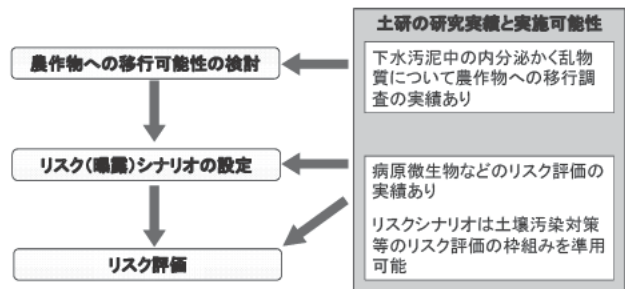 農作物への移行可能性の検討
リスク(曝露)シナリオの設定
リスク評価
土研の研究実績と実施可能性
下水汚泥中の内分泌かく乱物
質について農作物への移行調
査の実績あり
病原微生物などのリスク評価の
実績あり
リスクシナリオは土壌汚染対策
等のリスク評価の枠組みを準用
可能